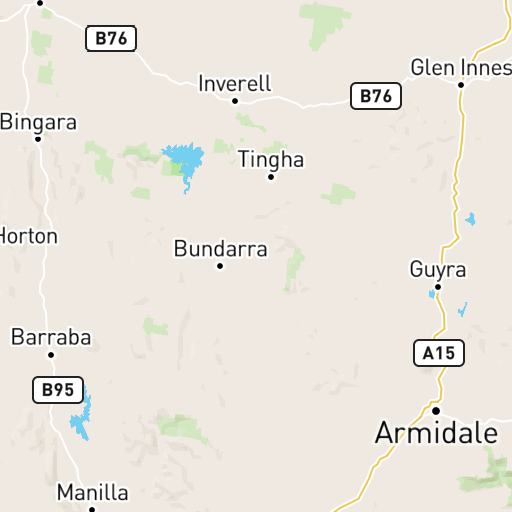 B76
Glen Innes
Inverell
B76
Bingara
Tingha
Horton
Bundarra
Guyra
Barraba
A15
B95
Armidale
Manilla